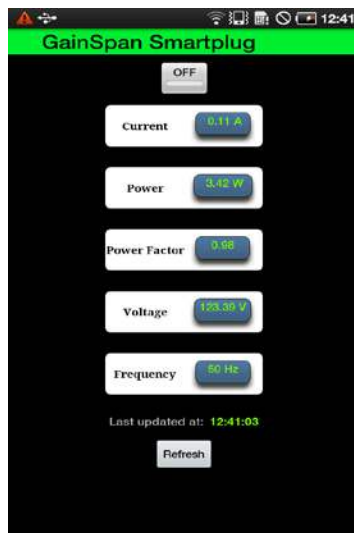 12:41
GainSpan Smartplug
OFF
Current 0.11 A
Power 3.42 W
Power Factor 0.98
Voltage 123.39 V
Frequency Hz
Last updated at: 12:41:03
Refresh